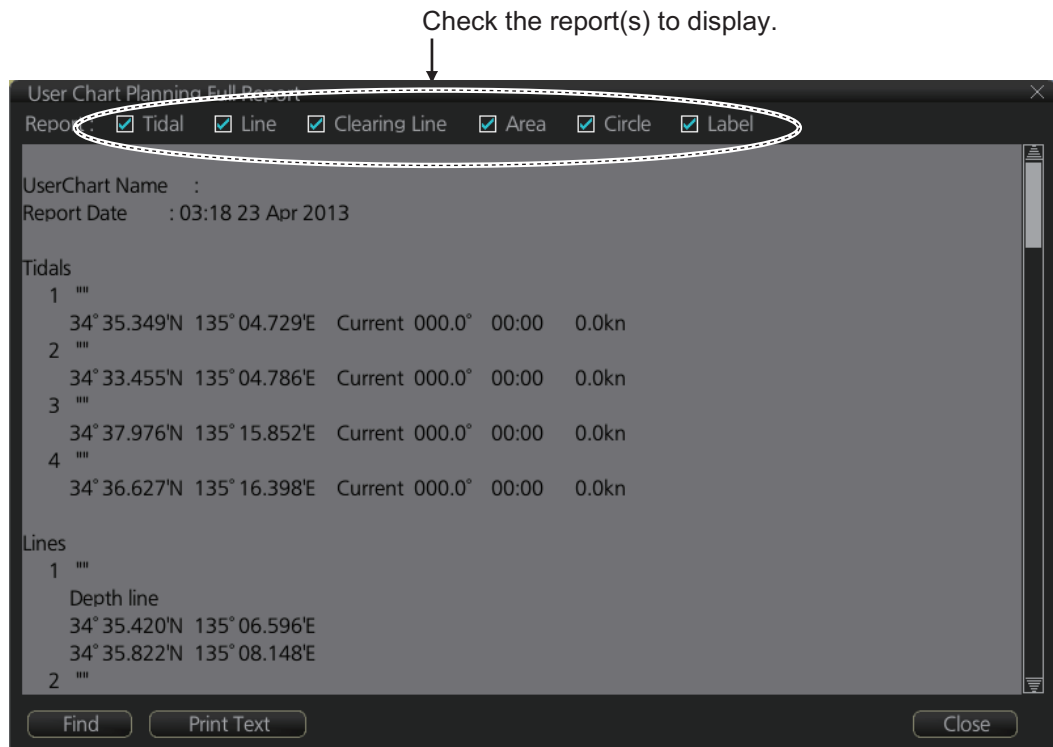 Check the report(s) to display.
User Chart Planning Full Report
Report : Tidal Line Clearing Line Area Circle Label
UserChart Name :
Report Date : 03:18 23 Apr 2013
Tidals
1 ""
34°35.349'N 135°04.729'E Current 000.0° 00:00 0.0kn
2 ""
34°33.455'N 135°04.786'E Current 000.0° 00:00 0.0kn
3 ""
34°37.976'N 135°15.852'E Current 000.0° 00:00 0.0kn
4 ""
34°36.627'N 135°16.398'E Current 000.0° 00:00 0.0kn
Lines
1 ""
Depth line
34°35.420'N 135°06.596'E
34°35.822'N 135°08.148'E
2 ""
Find Print Text Close